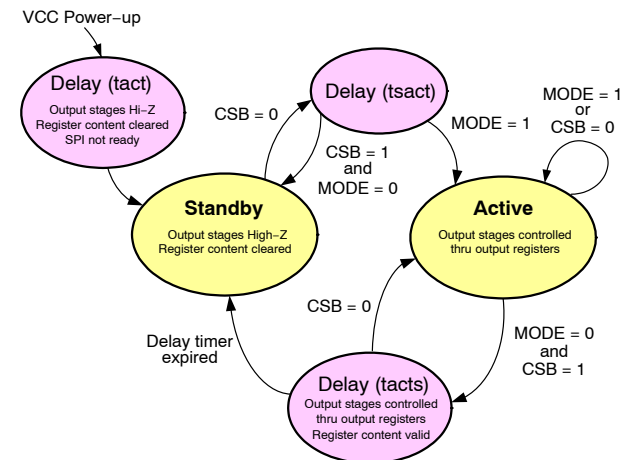 VCC Power−up
Delay (tact)
Output stages Hi−Z
Register content cleared
SPI not ready
CSB = 0
Delay (tsact)
CSB = 1
and
MODE = 0
MODE = 1
MODE = 1
or
CSB = 0
Standby
Output stages High−Z
Register content cleared
Active
Output stages controlled
thru output registers
CSB = 0
Delay timer
expired
MODE = 0
and
CSB = 1
Delay (tacts)
Output stages controlled
thru output registers
Register content valid